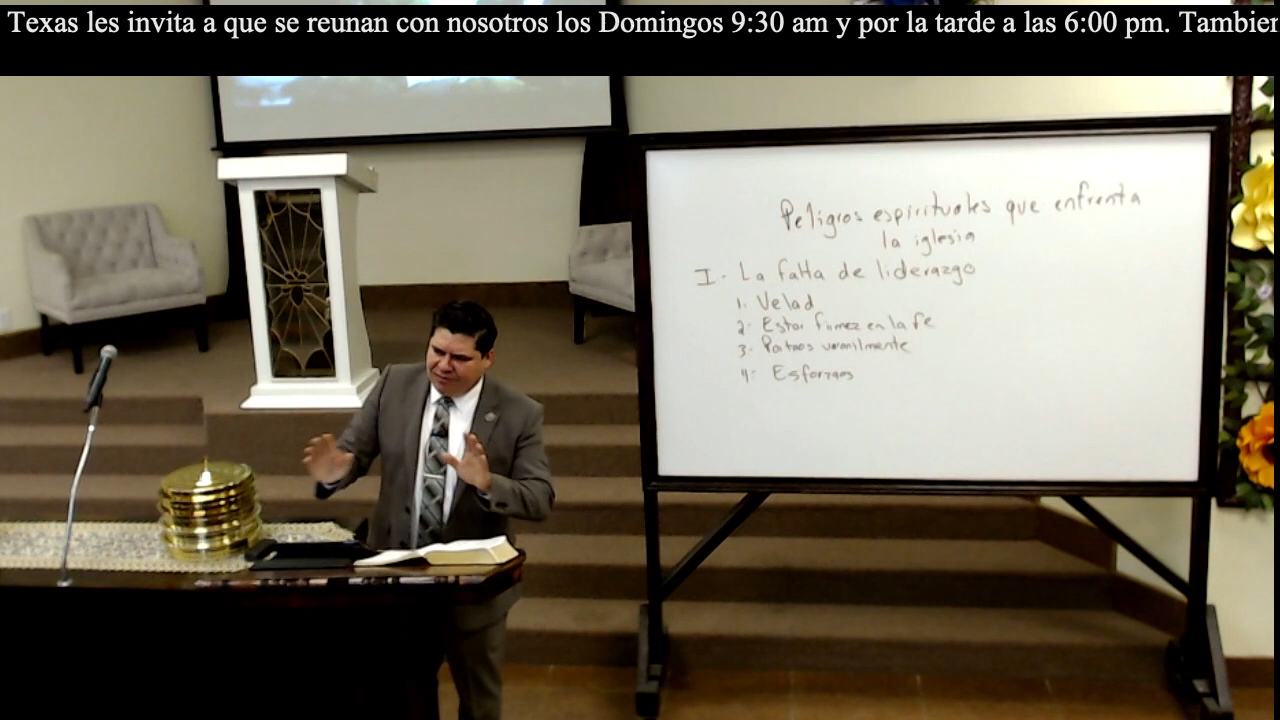 Texas les invita a que se reunan con nosotros los Domingos 9:30 am y por la tarde a las 6:00 pm. Tambien
Peligros espirituales que enfrenta
la iglesia
I- La falta de liderazgo
1. Velad
2- Estar firmez en la fe
3- varonilmente
4- Esforzaos